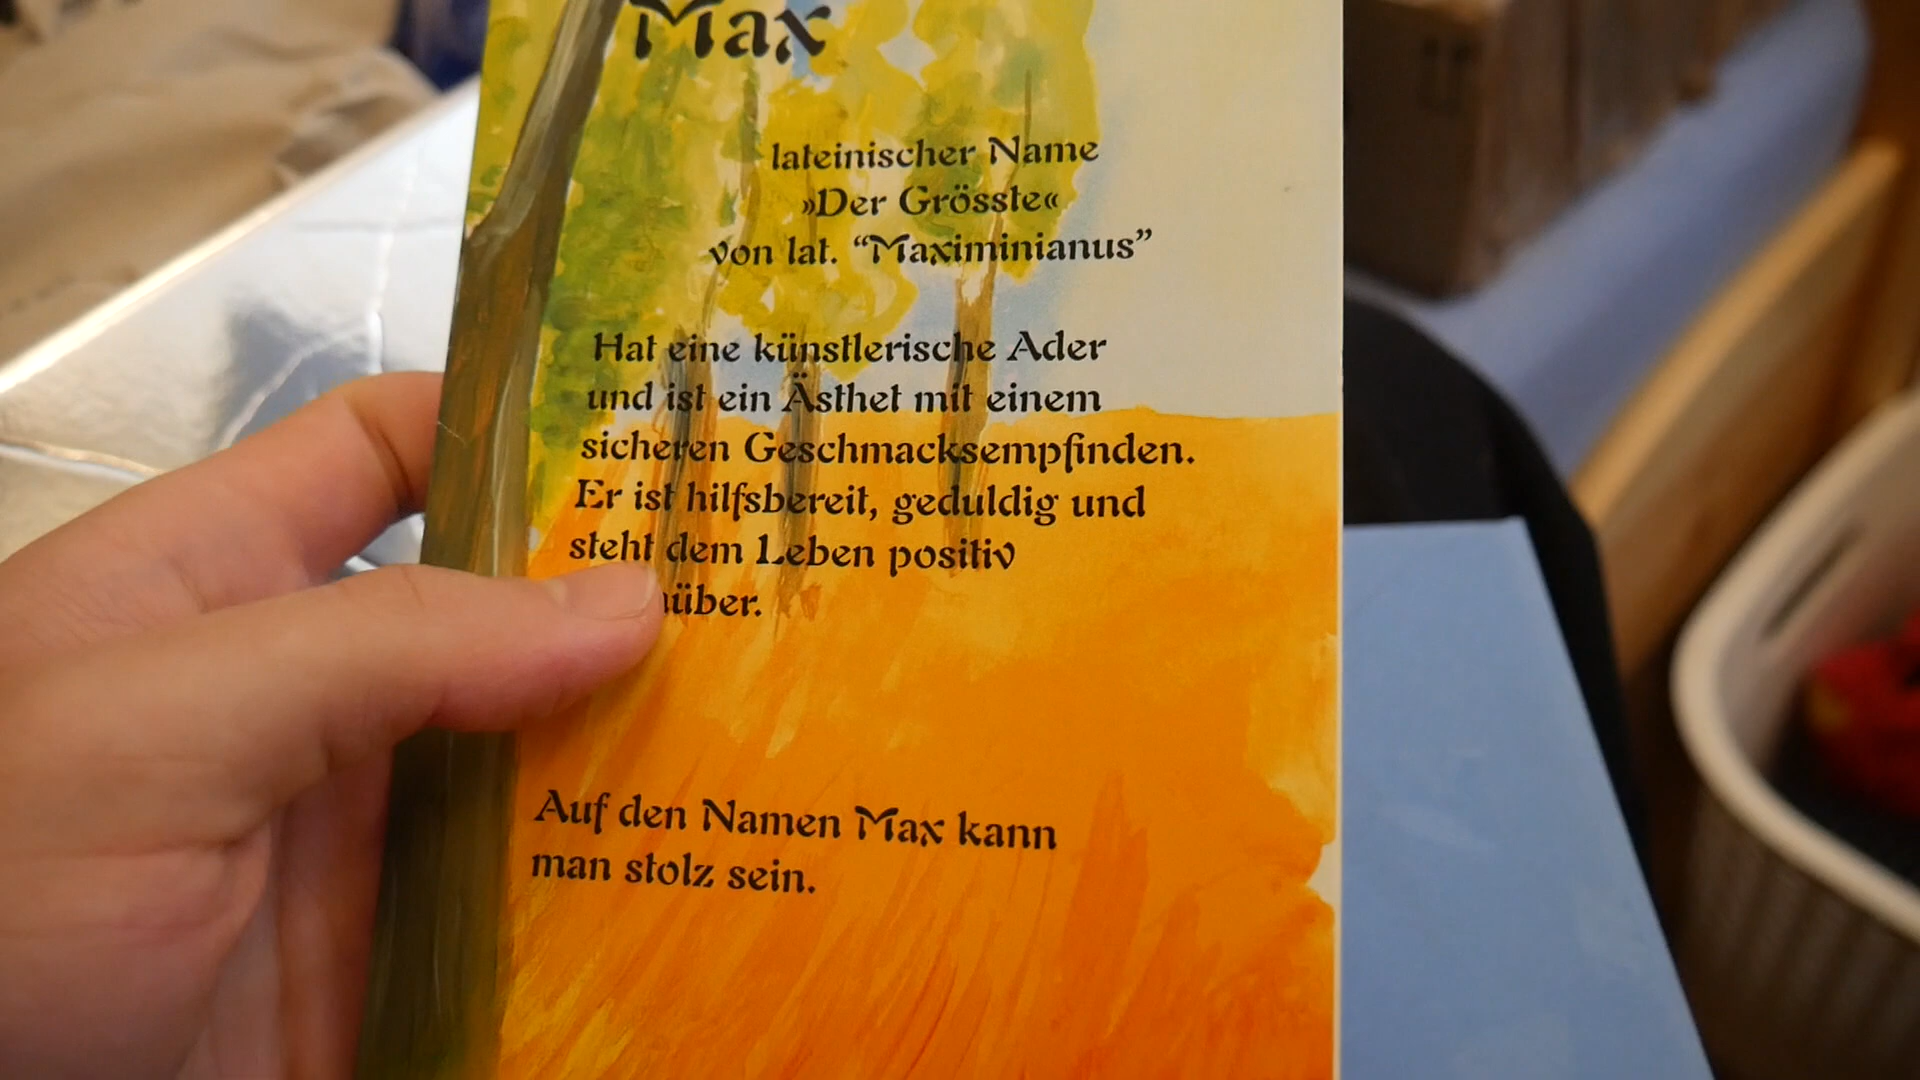 Max
lateinischer Name
»Der Grösste«
von lat. “Maximinianus”
Hat eine künstlerische Ader
und ist ein Ästhet mit einem
sicheren Geschmacksempfinden.
Er ist hilfsbereit, geduldig und
steht dem Leben positiv
über.
Auf den Namen Max kann
man stolz sein.